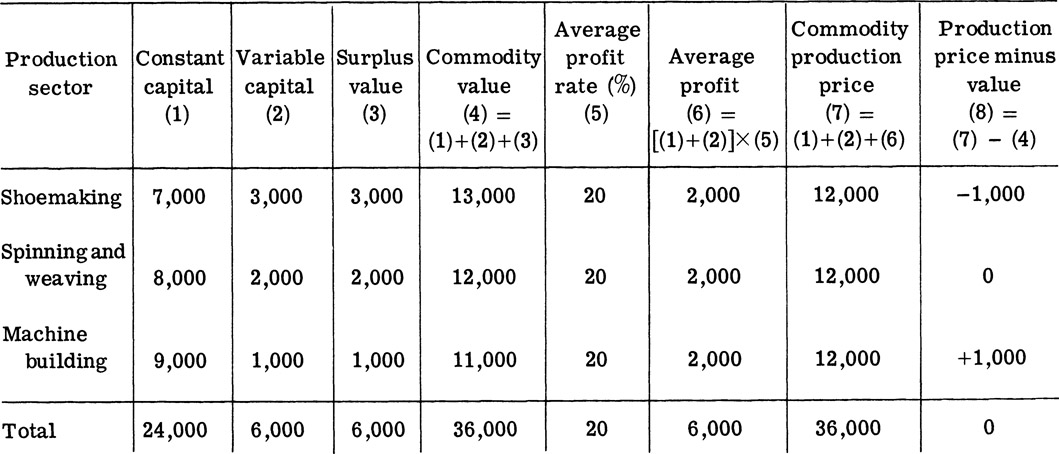 Production sector | Constant capital (1) | Variable capital (2) | Surplus value (3) | Commodity value (4) = (1)+(2)+(3) | Average profit rate (%) (5) | Average profit (6) = [(1)+(2)]×(5) | Commodity production price (7) = (1)+(2)+(6) | Production price minus value (8) = (7) − (4)
Shoemaking | 7,000 | 3,000 | 3,000 | 13,000 | 20 | 2,000 | 12,000 | −1,000
Spinning and weaving | 8,000 | 2,000 | 2,000 | 12,000 | 20 | 2,000 | 12,000 | 0
Machine building | 9,000 | 1,000 | 1,000 | 11,000 | 20 | 2,000 | 12,000 | +1,000
Total | 24,000 | 6,000 | 6,000 | 36,000 | 20 | 6,000 | 36,000 | 0